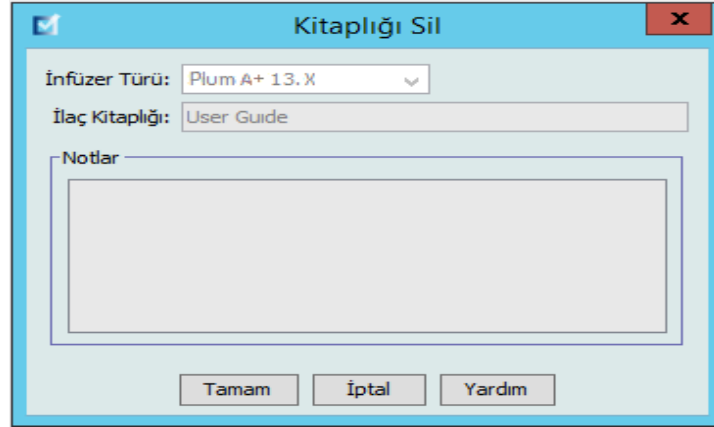 Kitaplığı Sil
İnfüzer Türü: Plum A+ 13.X
İlaç Kitaplığı: User Guide
Notlar
Tamam İptal Yardım